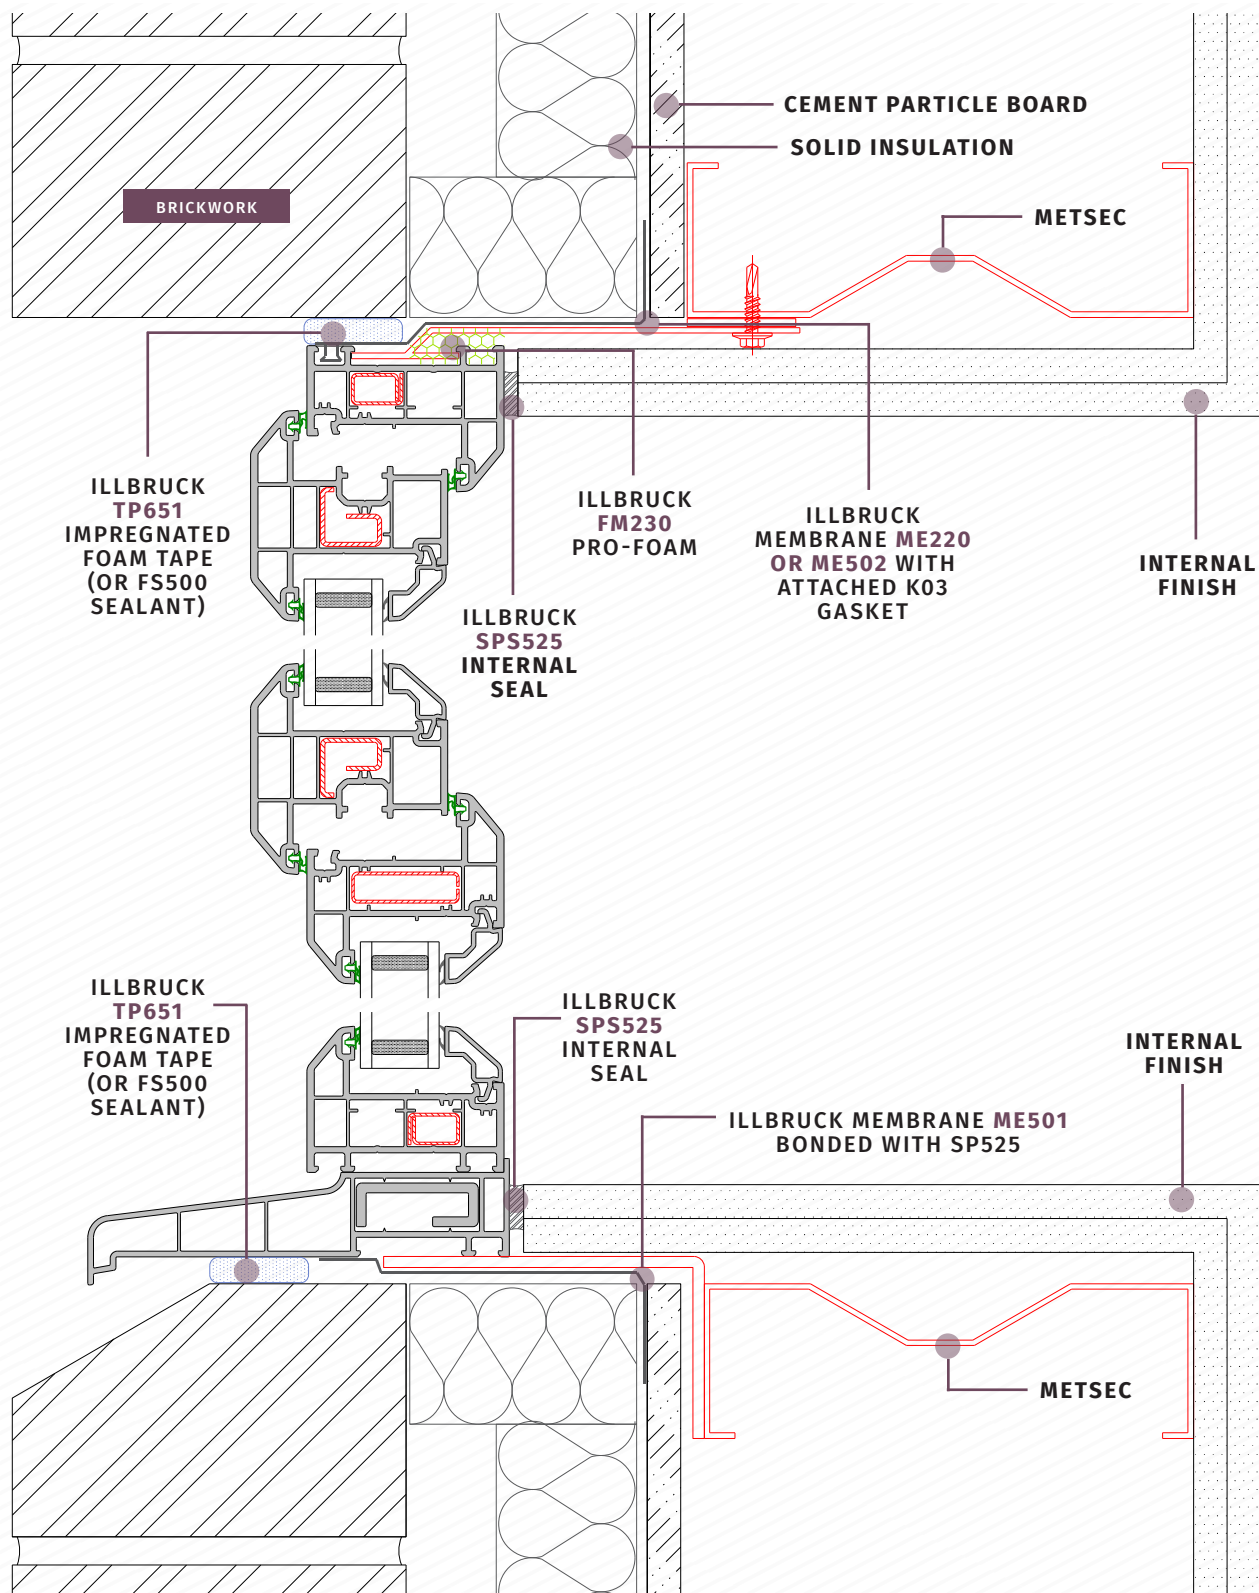 CEMENT PARTICLE BOARD
SOLID INSULATION
BRICKWORK
METSEC
ILLBRUCK
TP651
IMPREGNATED
FOAM TAPE
(OR FS500
SEALANT)
ILLBRUCK
FM230
PRO-FOAM
ILLBRUCK
MEMBRANE ME220
OR ME502 WITH
ATTACHED K03
GASKET
INTERNAL
FINISH
ILLBRUCK
SPS525
INTERNAL
SEAL
ILLBRUCK
TP651
IMPREGNATED
FOAM TAPE
(OR FS500
SEALANT)
ILLBRUCK
SPS525
INTERNAL
SEAL
INTERNAL
FINISH
ILLBRUCK MEMBRANE ME501
BONDED WITH SP525
METSEC